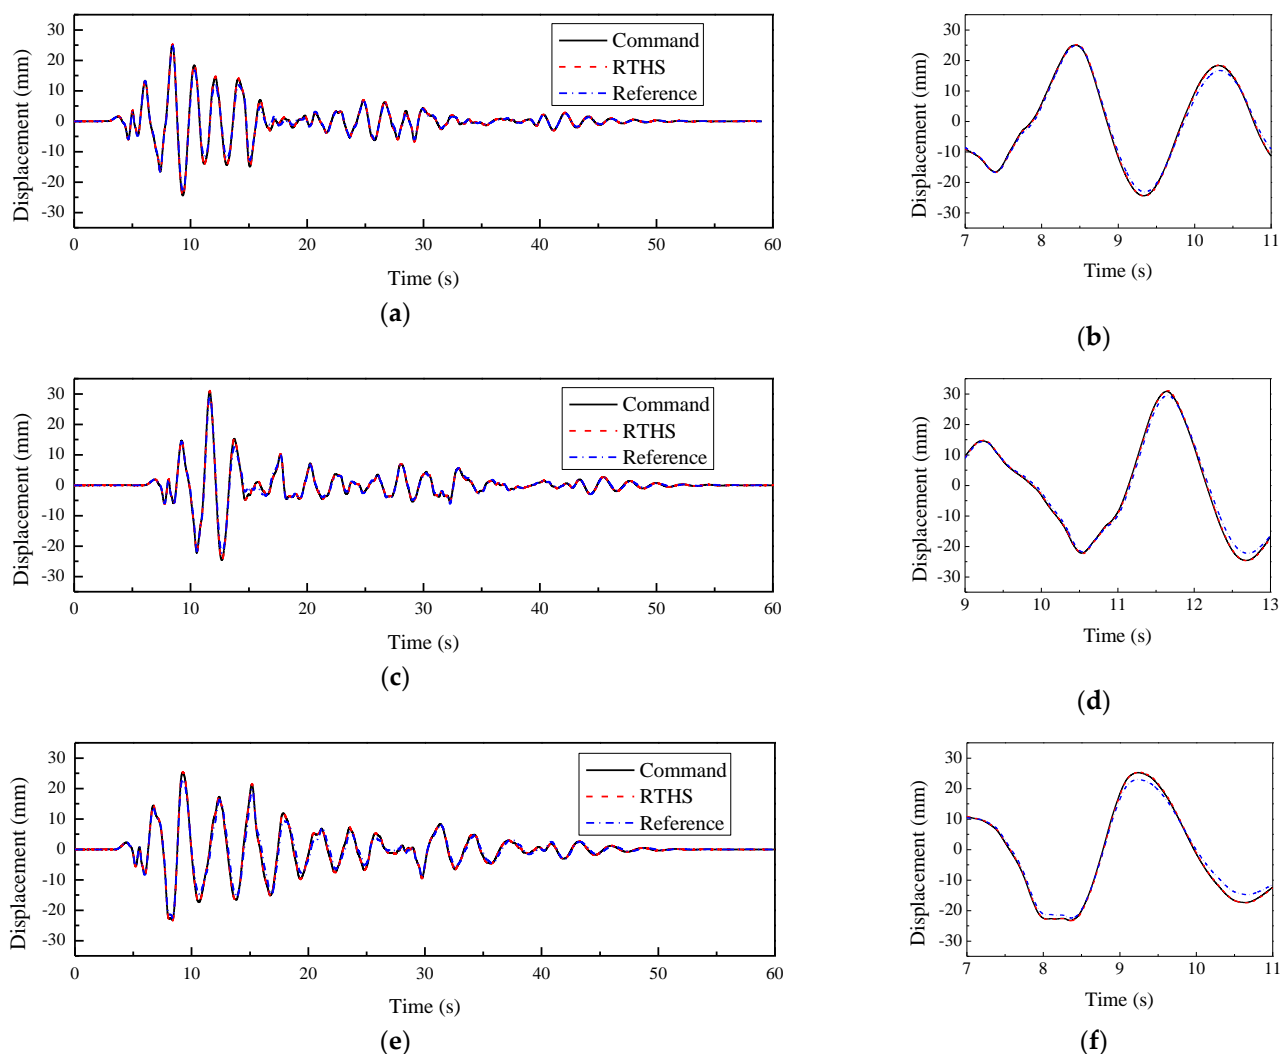 Displacement (mm)
30
20
10
0
-10
-20
-30
Command
RTHS
Reference
0
10
20
30
40
50
60
Time (s)
(a)
Displacement (mm)
30
20
10
0
-10
-20
-30
7
8
9
10
11
Time (s)
(b)
Displacement (mm)
30
20
10
0
-10
-20
-30
Command
RTHS
Reference
0
10
20
30
40
50
60
Time (s)
(c)
Displacement (mm)
30
20
10
0
-10
-20
-30
9
10
11
12
13
Time (s)
(d)
Displacement (mm)
30
20
10
0
-10
-20
-30
Command
RTHS
Reference
0
10
20
30
40
50
60
Time (s)
(e)
Displacement (mm)
30
20
10
0
-10
-20
-30
7
8
9
10
11
Time (s)
(f)